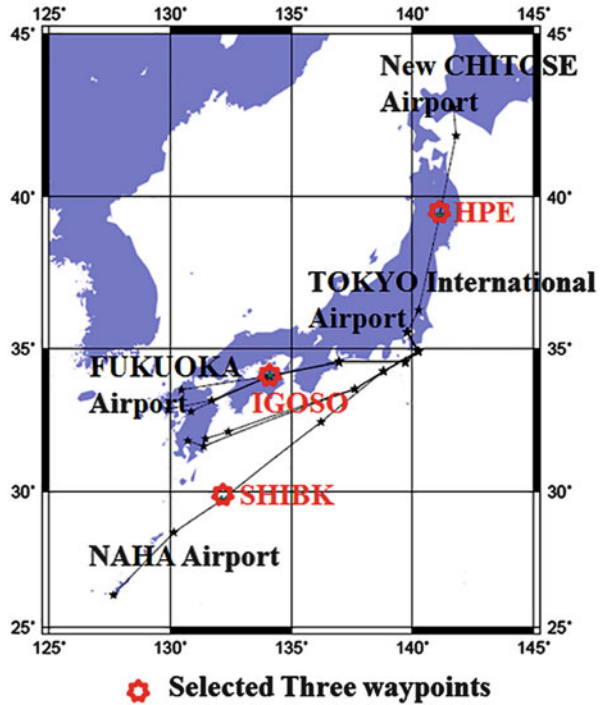 125° 130° 135° 140° 145°
45° 45°
New CHITOSE
Airport
40° 40°
HPE
TOKYO International
Airport
35° 35°
FUKUOKA
Airport
IGOSO
30° 30°
SHIBK
NAHA Airport
25° 25°
125° 130° 135° 140° 145°
Selected Three waypoints